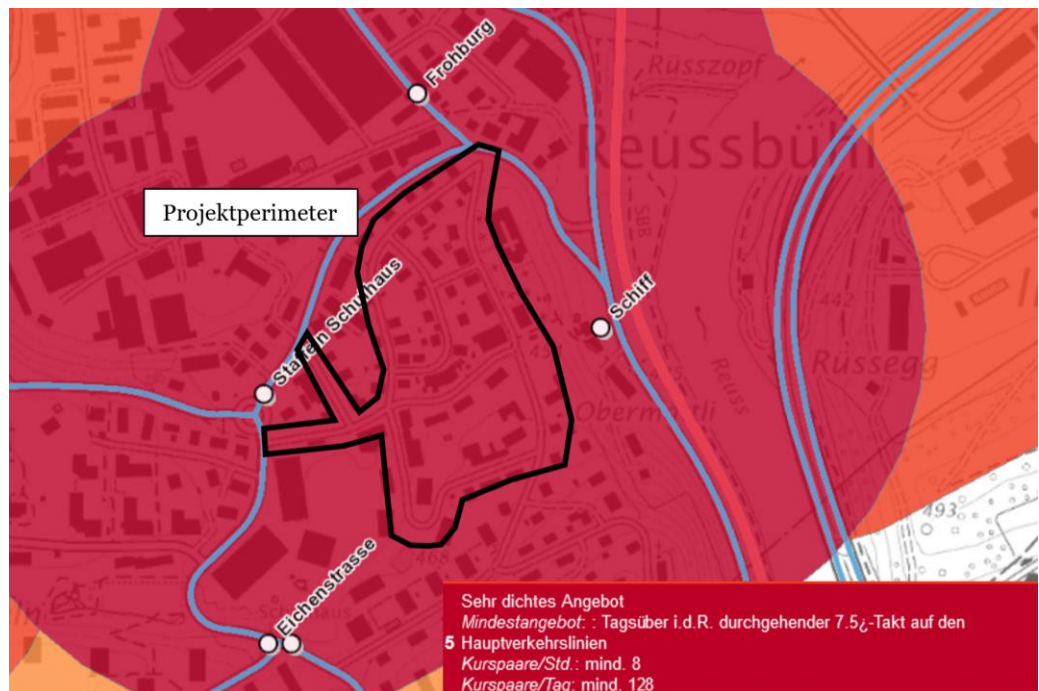 Frohburg
Russzopf
Reussbühl
Projektperimeter
SBB
Staffeln Schulhaus
Schiff
442
Russegg
Reuss
Obermättli
493
468
Eichenstrasse
Sehr dichtes Angebot
Mindestangebot: : Tagsüber i.d.R. durchgehender 7.5¿-Takt auf den
5 Hauptverkehrslinien
Kurspaare/Std.: mind. 8
Kurspaare/Tag: mind. 128